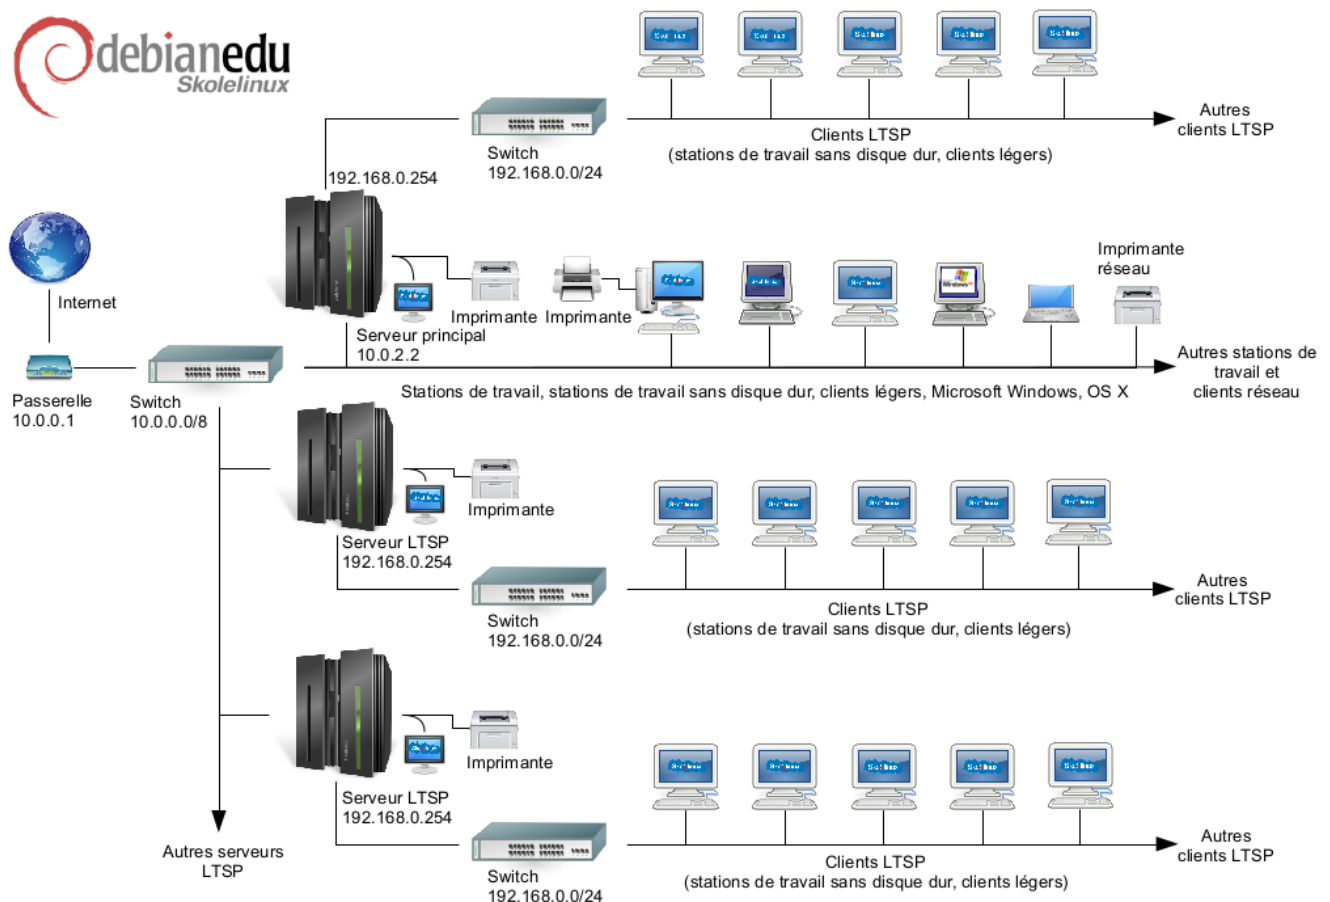 debianedu
Skolelinux
Autres
clients LTSP
Clients LTSP
(stations de travail sans disque dur, clients légers)
Switch
192.168.0.0/24
192.168.0.254
Internet
Imprimante
Imprimante
Imprimante
réseau
Windows
Serveur principal
10.0.2.2
Passerelle
10.0.0.1
Switch
10.0.0.0/8
Stations de travail, stations de travail sans disque dur, clients légers, Microsoft Windows, OS X
Autres stations de
travail et
clients réseau
Imprimante
Serveur LTSP
192.168.0.254
Switch
192.168.0.0/24
Clients LTSP
(stations de travail sans disque dur, clients légers)
Autres
clients LTSP
Imprimante
Serveur LTSP
192.168.0.254
Switch
192.168.0.0/24
Clients LTSP
(stations de travail sans disque dur, clients légers)
Autres
clients LTSP
Autres serveurs
LTSP